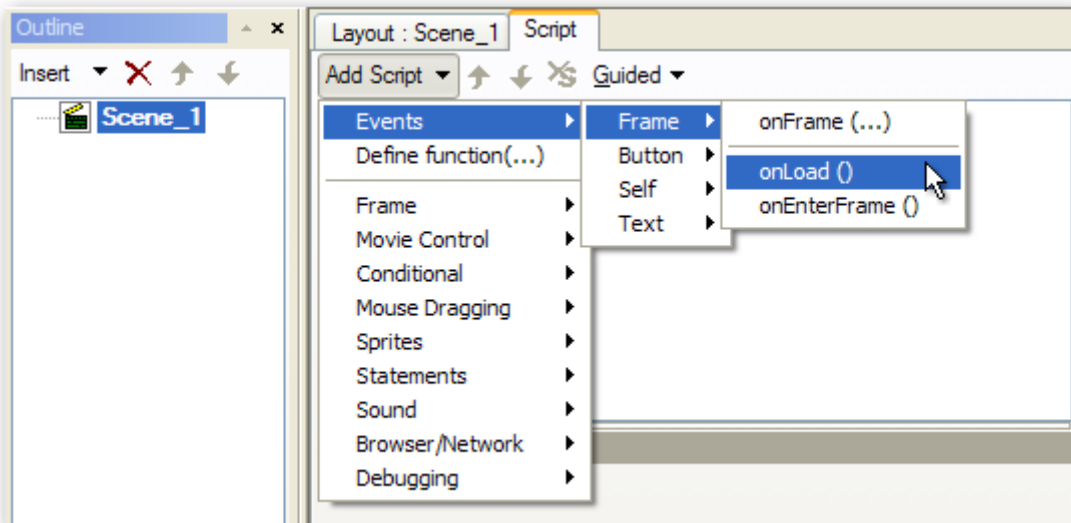 Outline
Insert
Scene_1
Layout : Scene_1
Script
Add Script
Guided
Events
Define function(...)
Frame
Movie Control
Conditional
Mouse Dragging
Sprites
Statements
Sound
Browser/Network
Debugging
Frame
Button
Self
Text
onFrame (...)
onLoad ()
onEnterFrame ()